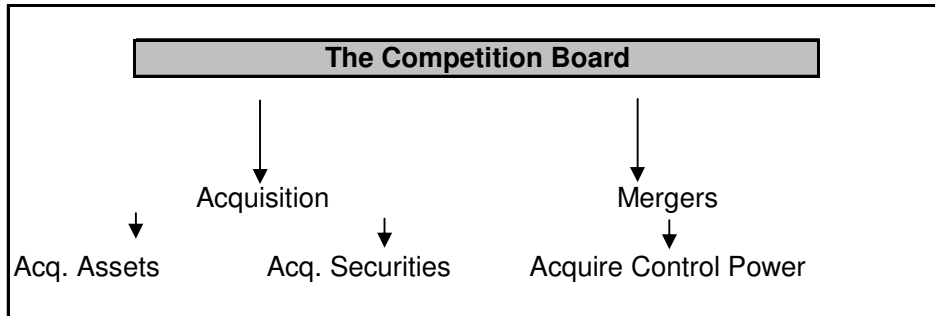 The Competition Board
Acquisition Mergers
Acq. Assets Acq. Securities Acquire Control Power